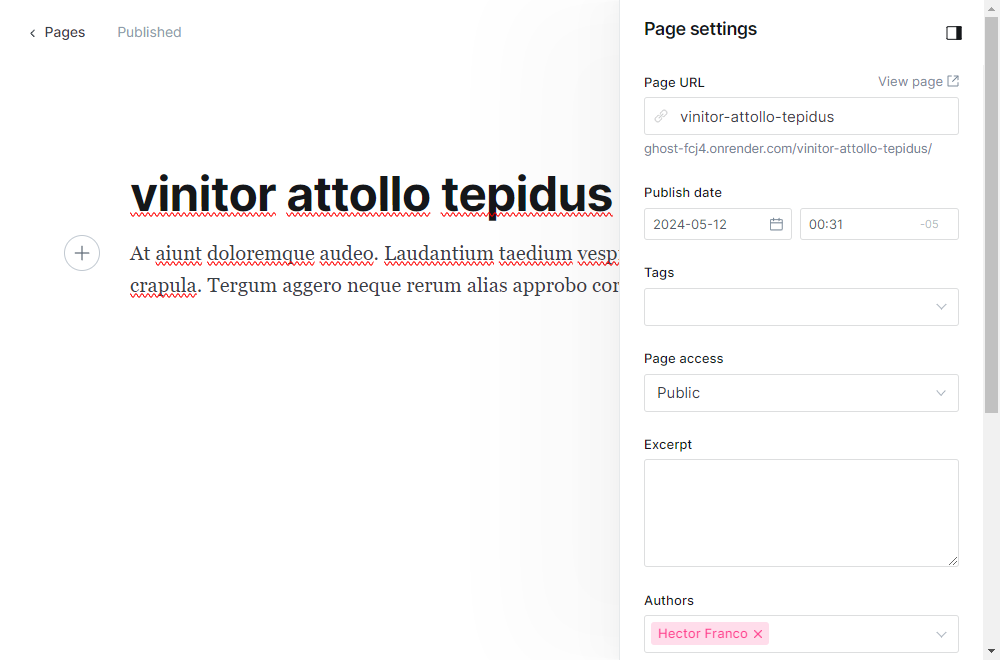 Pages
Published
vinitor attollo tepidus
At aiunt doloremque audeo. Laudantium taedium
crapula. Tergum aggero neque rerum alias approbo
Page settings
Page URL
View page
vinitor-attollo-tepidus
ghost-fcj4.onrender.com/vinitor-attollo-tepidus/
Publish date
2024-05-12
00:31
-05
Tags
Page access
Public
Excerpt
Authors
Hector Franco